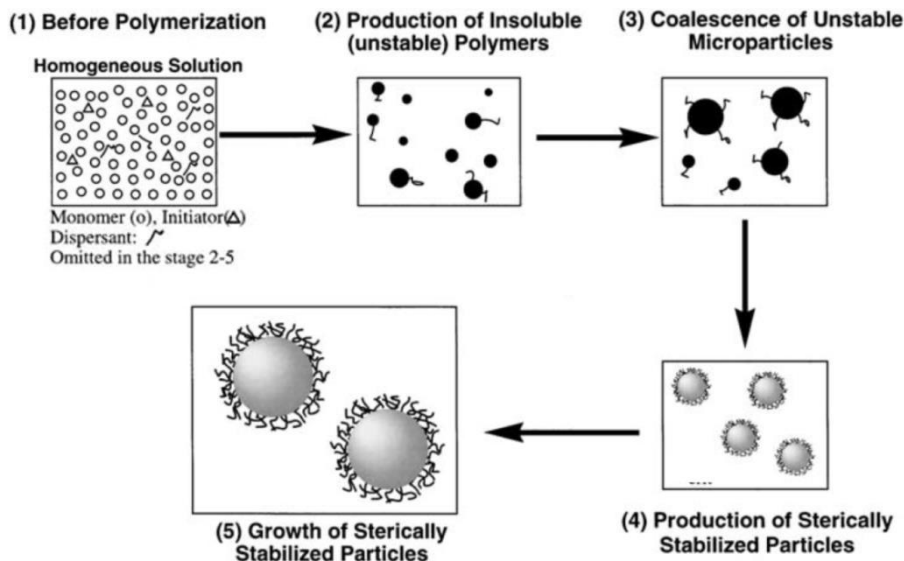 (1) Before Polymerization
(2) Production of Insoluble
(unstable) Polymers
(3) Coalescence of Unstable
Microparticles
Homogeneous Solution
Monomer (o), Initiator(△)
Dispersant:
Omitted in the stage 2-5
(4) Production of Sterically
Stabilized Particles
(5) Growth of Sterically
Stabilized Particles